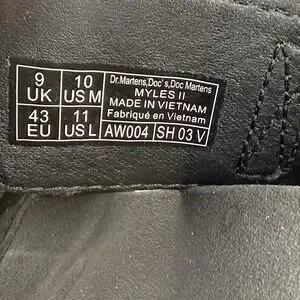 9 UK
10 US M
43 EU
11 US L
Dr.Martens,Doc's,Doc Martens
MYLES II
MADE IN VIETNAM
Fabriqué en Vietnam
AW004
SH 03 V